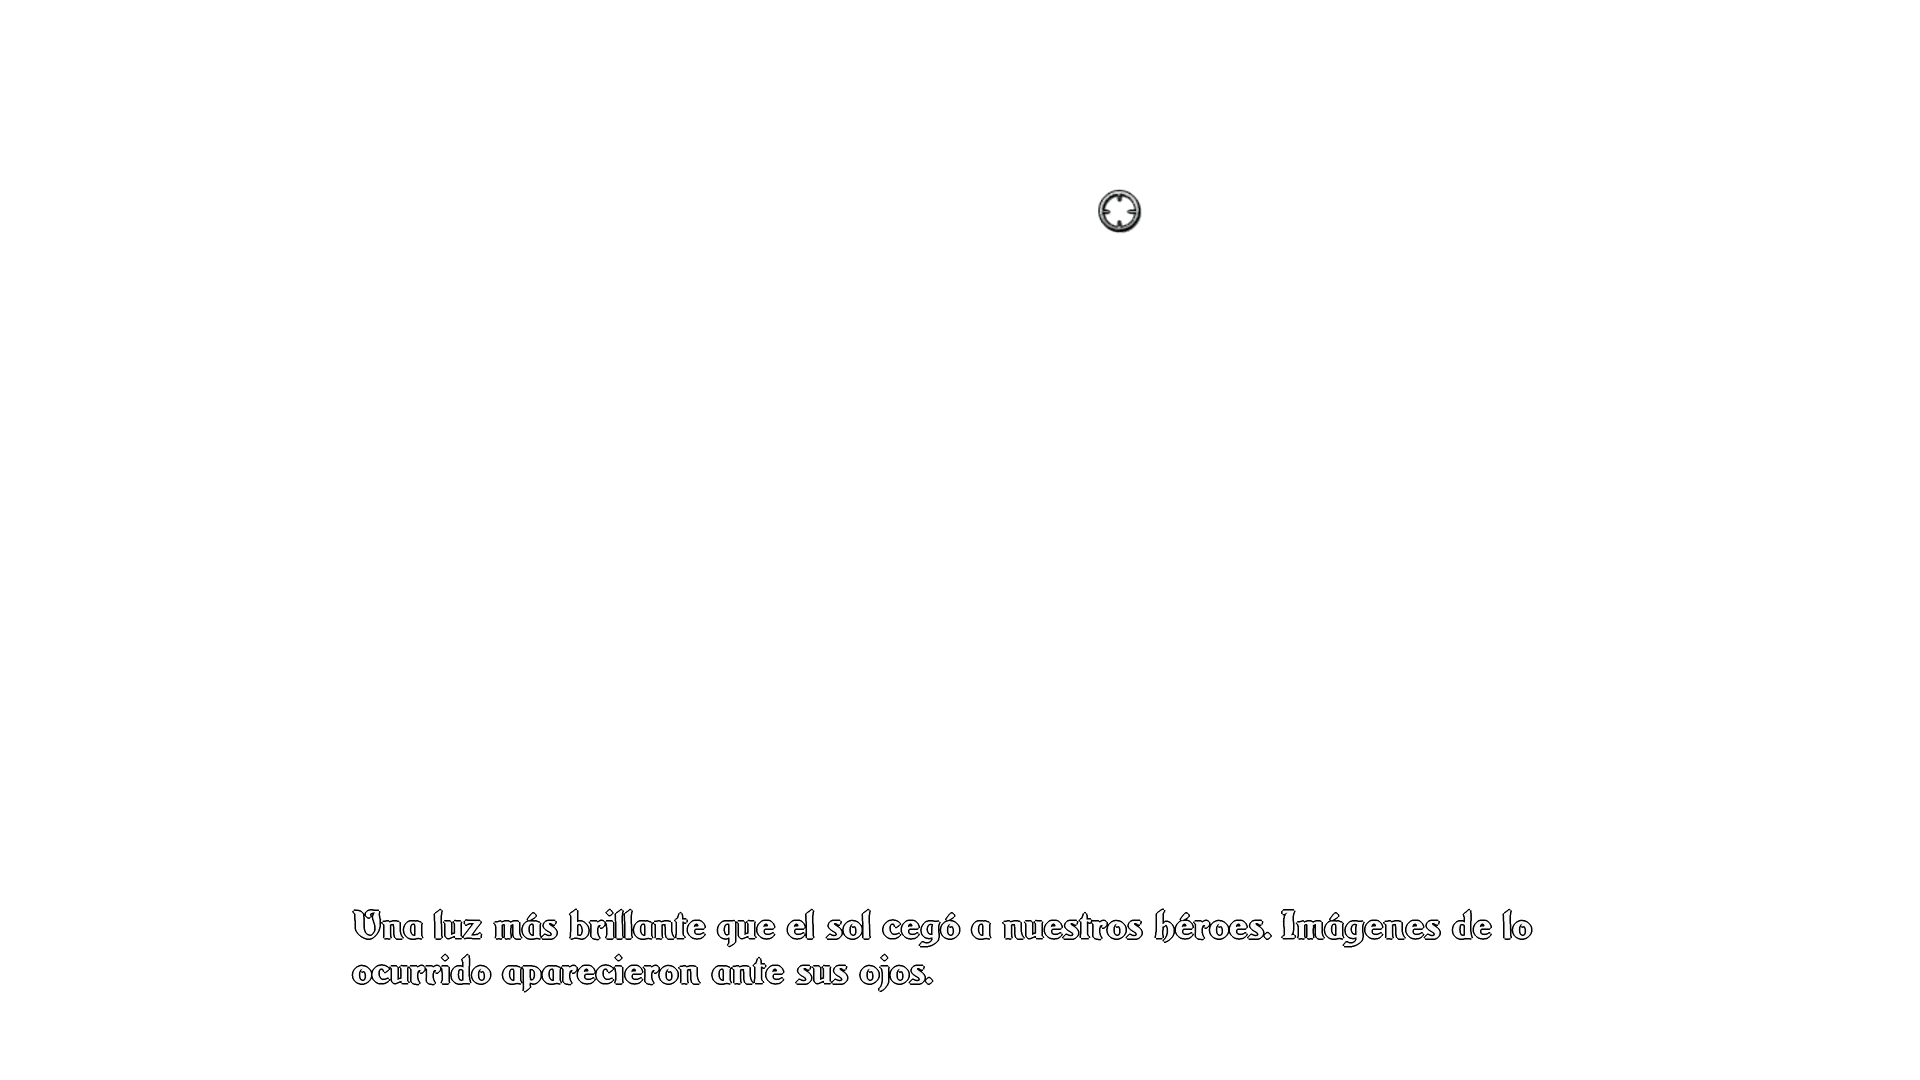 Una luz más brillante que el sol cegó a nuestros héroes. Imágenes de lo
ocurrido aparecieron ante sus ojos.